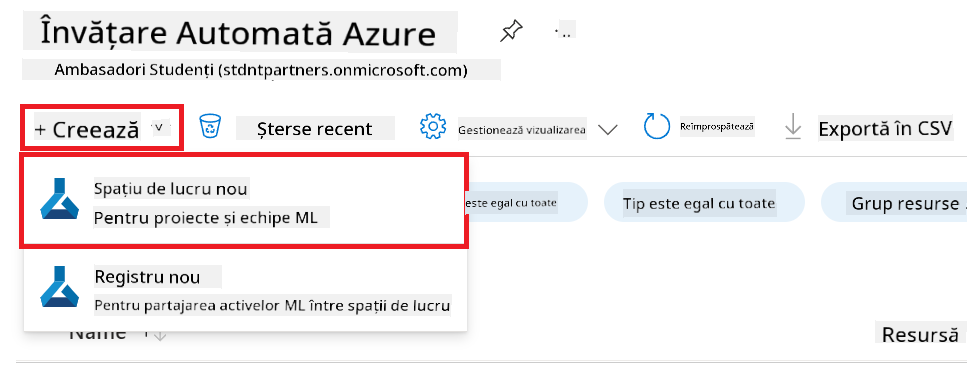 Învățare Automată Azure
Ambasadori Studenți (stdntpartners.onmicrosoft.com)
+ Creează
Șterse recent
Gestionează vizualizarea
Reîmprospătează
Exportă în CSV
Spațiu de lucru nou
Pentru proiecte și echipe ML
este egal cu toate
Tip este egal cu toate
Grup resurse
Registru nou
Pentru partajarea activelor ML între spații de lucru
Name
Resursă